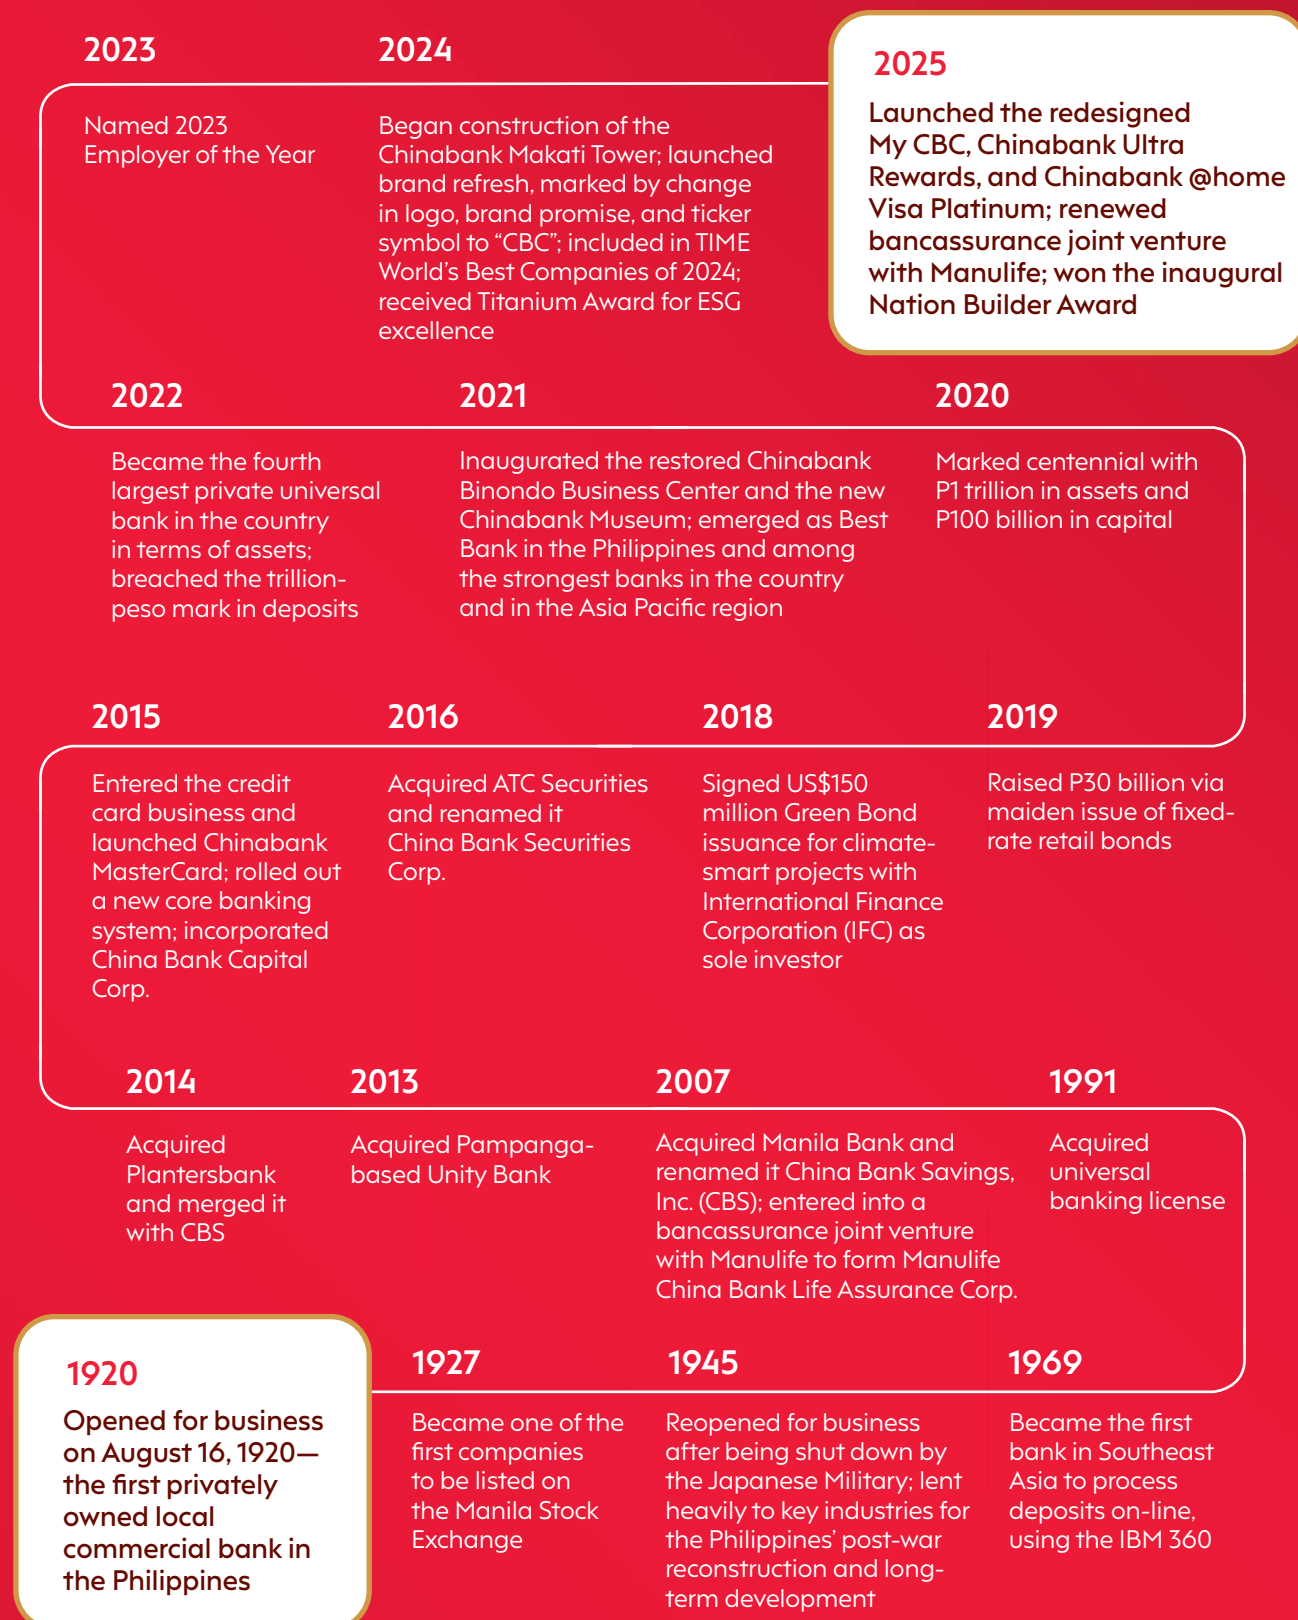 2023
Named 2023
Employer of the Year
2024
Began construction of the
Chinabank Makati Tower; launched
brand refresh, marked by change
in logo, brand promise, and ticker
symbol to “CBC”; included in TIME
World’s Best Companies of 2024;
received Titanium Award for ESG
excellence
2025
Launched the redesigned
My CBC, Chinabank Ultra
Rewards, and Chinabank @home
Visa Platinum; renewed
bancassurance joint venture
with Manulife; won the inaugural
Nation Builder Award
2022
Became the fourth
largest private universal
bank in the country
in terms of assets;
breached the trillion-
peso mark in deposits
2021
Inaugurated the restored Chinabank
Binondo Business Center and the new
Chinabank Museum; emerged as Best
Bank in the Philippines and among
the strongest banks in the country
and in the Asia Pacific region
2020
Marked centennial with
P1 trillion in assets and
P100 billion in capital
2015
Entered the credit
card business and
launched Chinabank
MasterCard; rolled out
a new core banking
system; incorporated
China Bank Capital
Corp.
2016
Acquired ATC Securities
and renamed it
China Bank Securities
Corp.
2018
Signed US$150
million Green Bond
issuance for climate-
smart projects with
International Finance
Corporation (IFC) as
sole investor
2019
Raised P30 billion via
maiden issue of fixed-
rate retail bonds
2014
Acquired
Plantersbank
and merged it
with CBS
2013
Acquired Pampanga-
based Unity Bank
2007
Acquired Manila Bank and
renamed it China Bank Savings,
Inc. (CBS); entered into a
bancassurance joint venture
with Manulife to form Manulife
China Bank Life Assurance Corp.
1991
Acquired
universal
banking license
1920
Opened for business
on August 16, 1920—
the first privately
owned local
commercial bank in
the Philippines
1927
Became one of the
first companies
to be listed on
the Manila Stock
Exchange
1945
Reopened for business
after being shut down by
the Japanese Military; lent
heavily to key industries for
the Philippines’ post-war
reconstruction and long-
term development
1969
Became the first
bank in Southeast
Asia to process
deposits on-line,
using the IBM 360